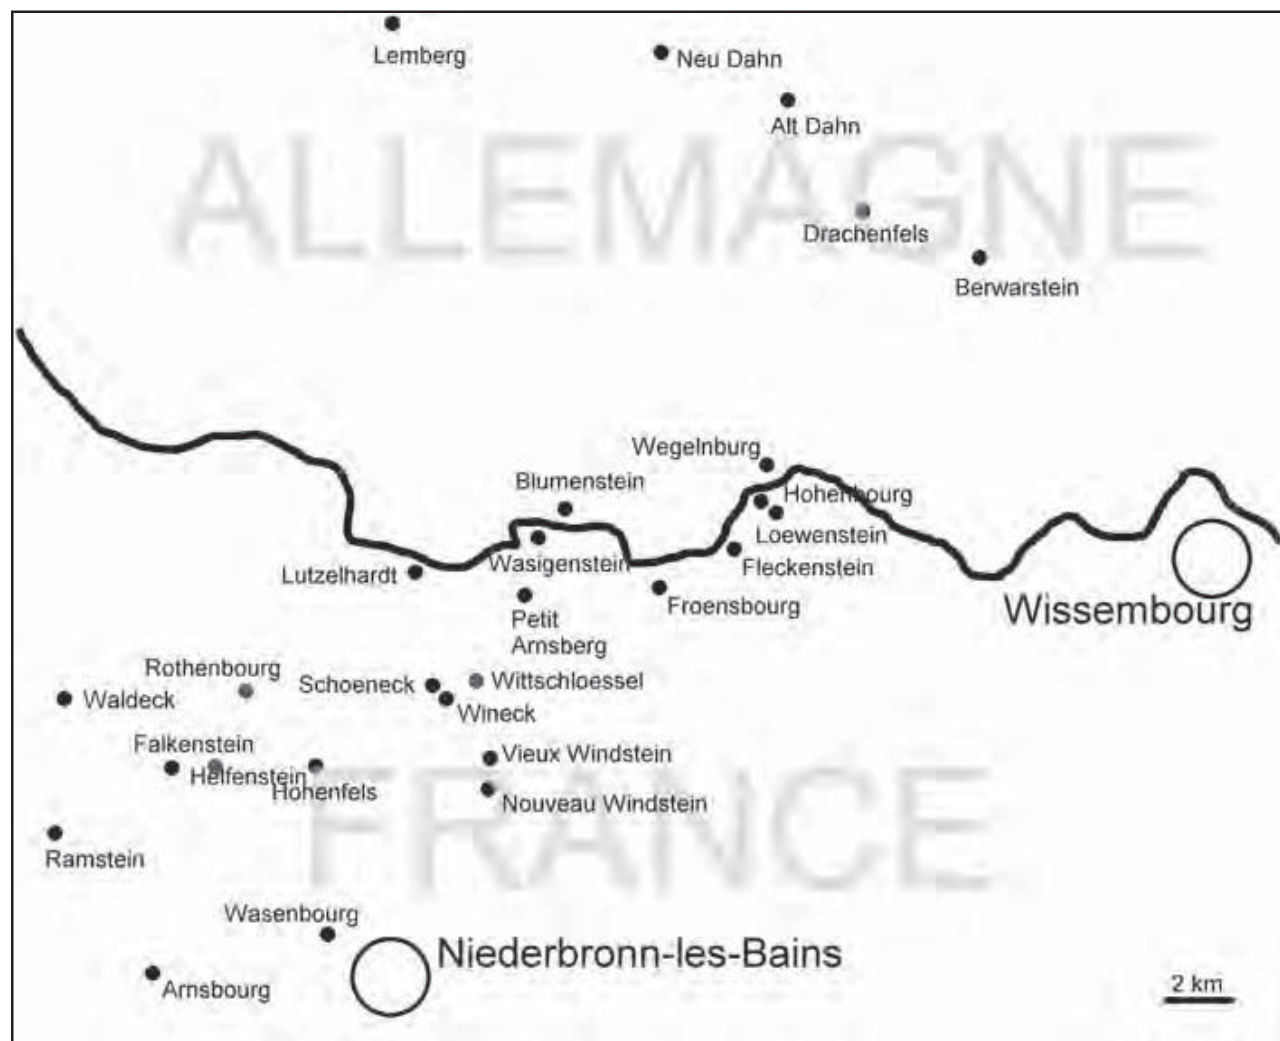 Lemberg
Neu Dahn
Alt Dahn
ALLEMAGNE
Drachenfels
Berwarstein
Wegelnburg
Blumenstein
Hohenbourg
Loewenstein
Wasigenstein
Fleckenstein
Lutzelhardt
Froensbourg
Wissembourg
Petit
Arnsberg
Rothenbourg
Schoeneck
Wittschloessel
Waldeck
Wineck
Falkenstein
Vieux Windstein
Helfenstein
Hohenfels
Nouveau Windstein
FRANCE
Ramstein
Wasenbourg
Niederbronn-les-Bains
Arnsbourg
2 km